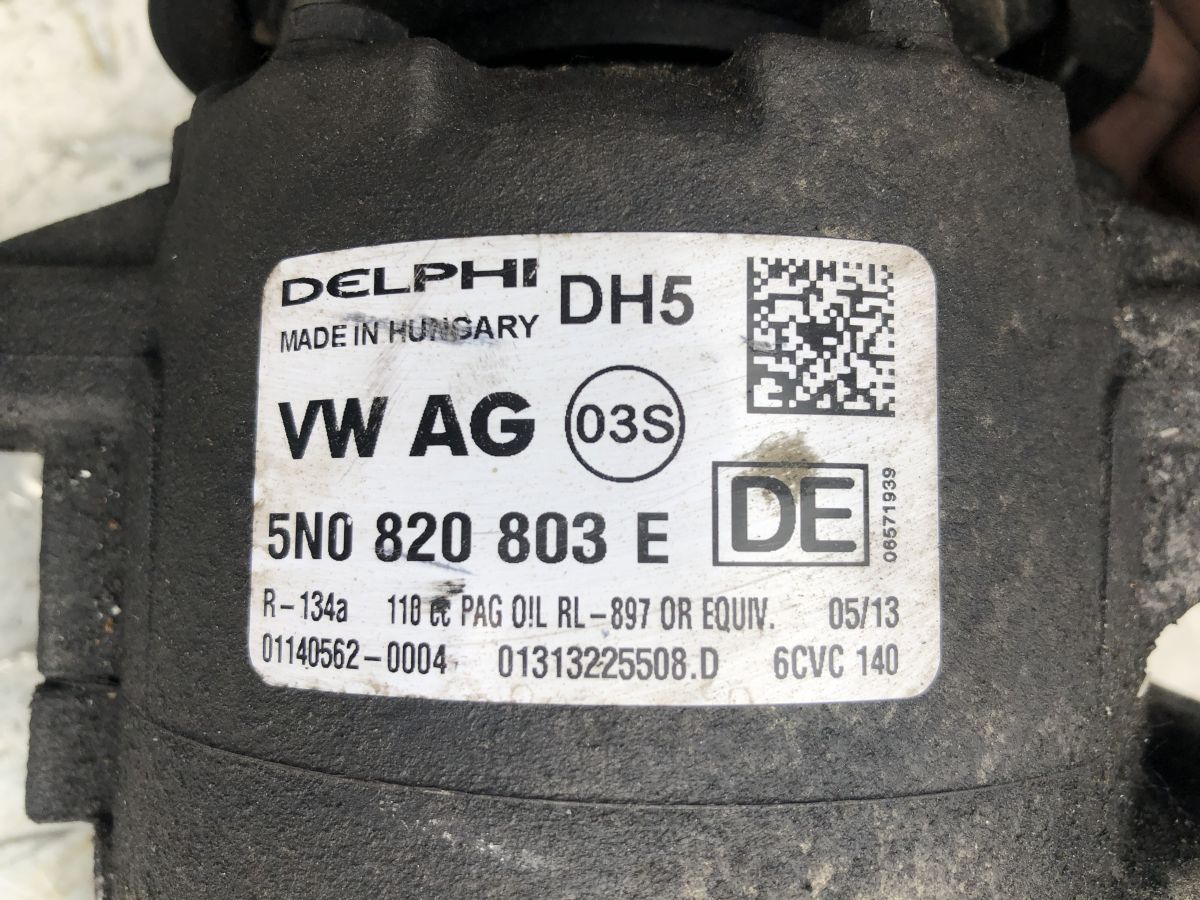 DELPHI DH5
MADE IN HUNGARY
VW AG 03S
5N0 820 803 E DE
06571939
R-134a 110 cc PAG OIL RL-897 OR EQUIV. 05/13
01140562-0004 01313225508.D 6CVC 140